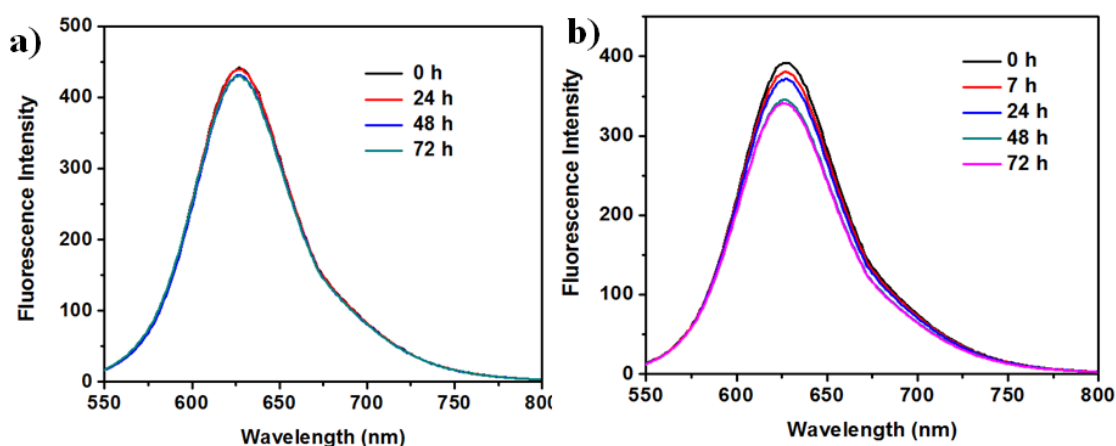 a)
500
400
300
200
100
0
550 600 650 700 750 800
Fluorescence Intensity
Wavelength (nm)
0 h
24 h
48 h
72 h
b)
400
300
200
100
0
550 600 650 700 750 800
Fluorescence Intensity
Wavelength (nm)
0 h
7 h
24 h
48 h
72 h